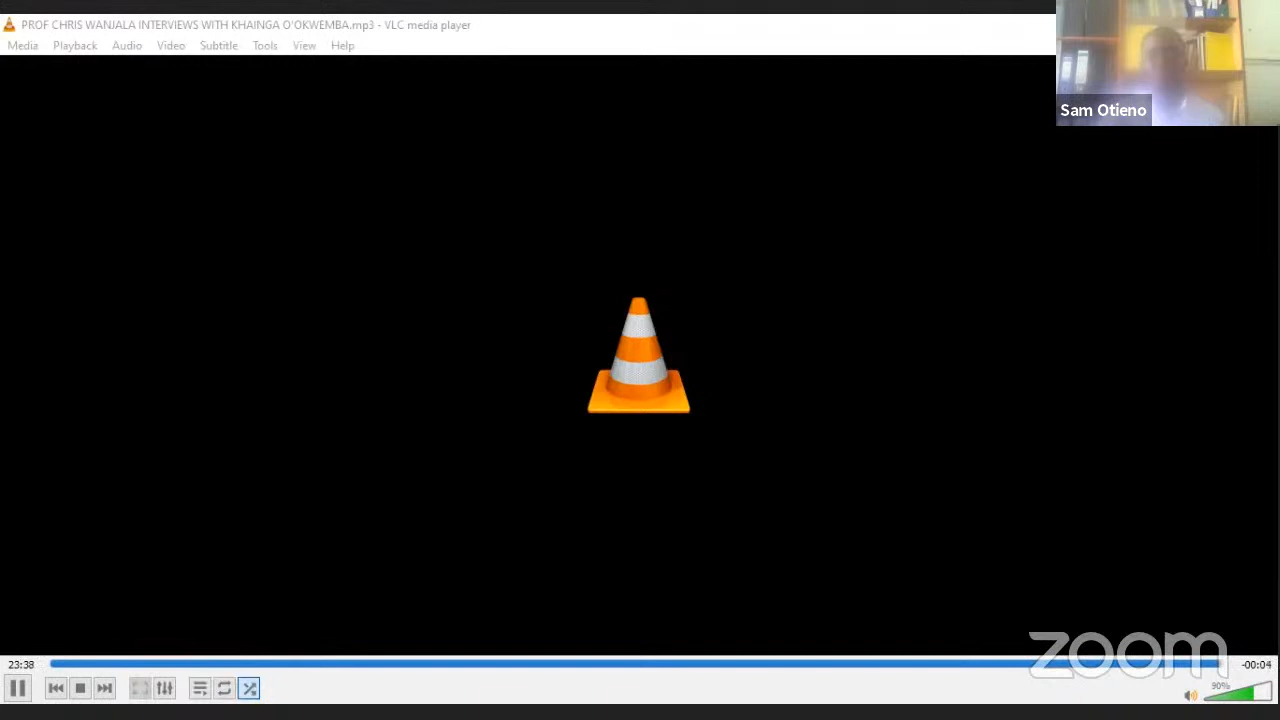 PROF CHRIS WANJALA INTERVIEWS WITH KHAINGA O'OKWEMBA.mp3 - VLC media player
Media Playback Audio Video Subtitle Tools View Help
Sam Otieno
zoom
23:38
-00:04
90%